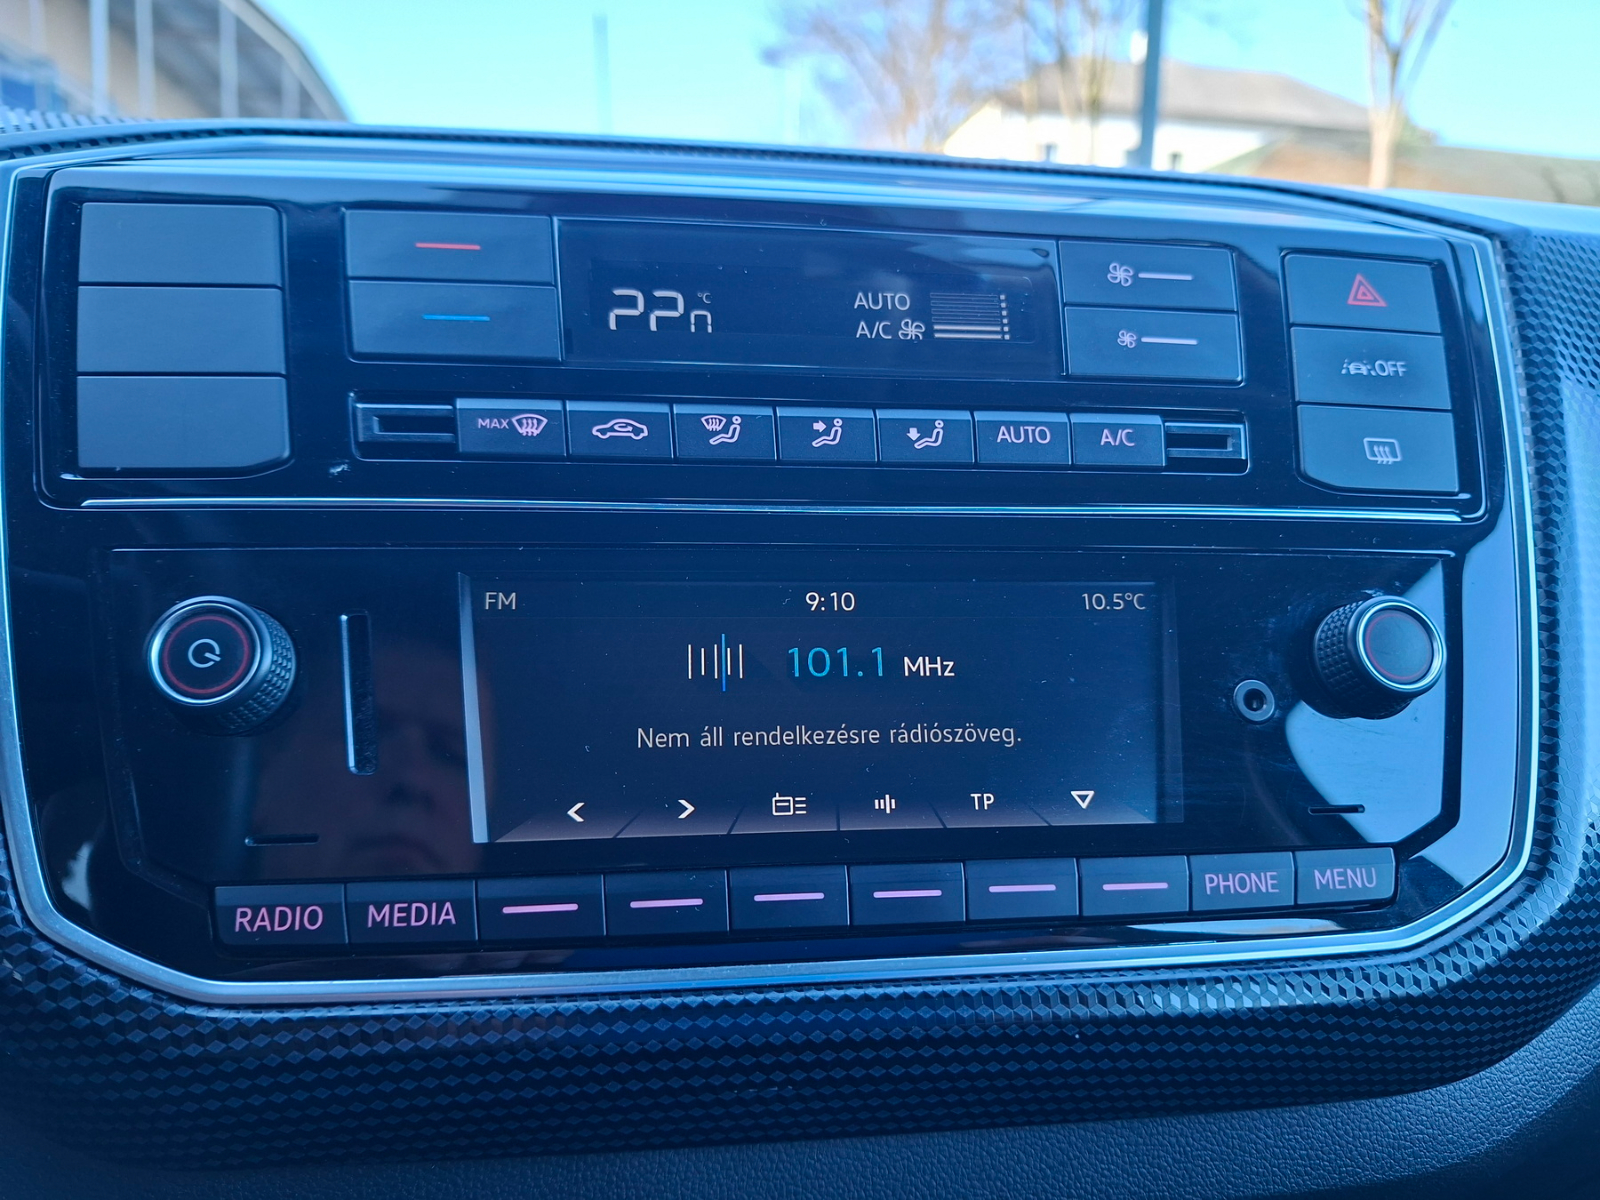 22.0 °C
AUTO
A/C
OFF
MAX
AUTO
A/C
FM 9:10 10.5°C
101.1 MHz
Nem áll rendelkezésre rádiószöveg.
< > TP
RADIO MEDIA PHONE MENU